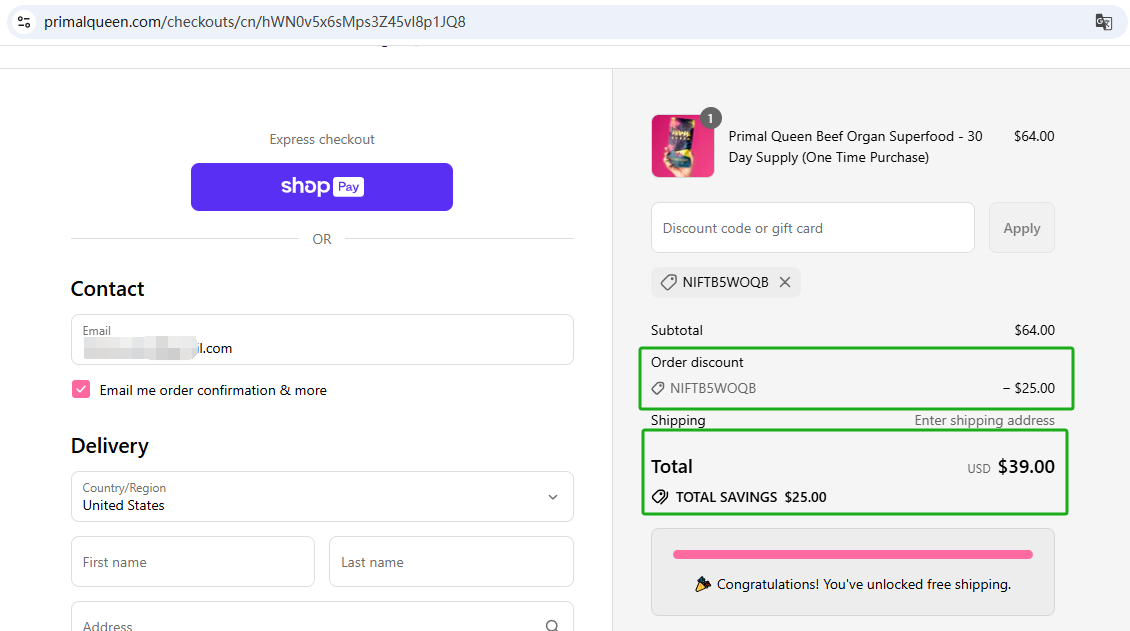 primalqueen.com/checkouts/cn/hWN0v5x6sMps3Z45vl8p1JQ8
Express checkout
shop Pay
OR
Contact
Email
il.com
Email me order confirmation & more
Delivery
Country/Region
United States
First name
Last name
Address
1
Primal Queen Beef Organ Superfood - 30
Day Supply (One Time Purchase)
$64.00
Discount code or gift card
Apply
NIFTB5WOQB
Subtotal
$64.00
Order discount
NIFTB5WOQB
− $25.00
Shipping
Enter shipping address
Total
USD $39.00
TOTAL SAVINGS $25.00
Congratulations! You've unlocked free shipping.